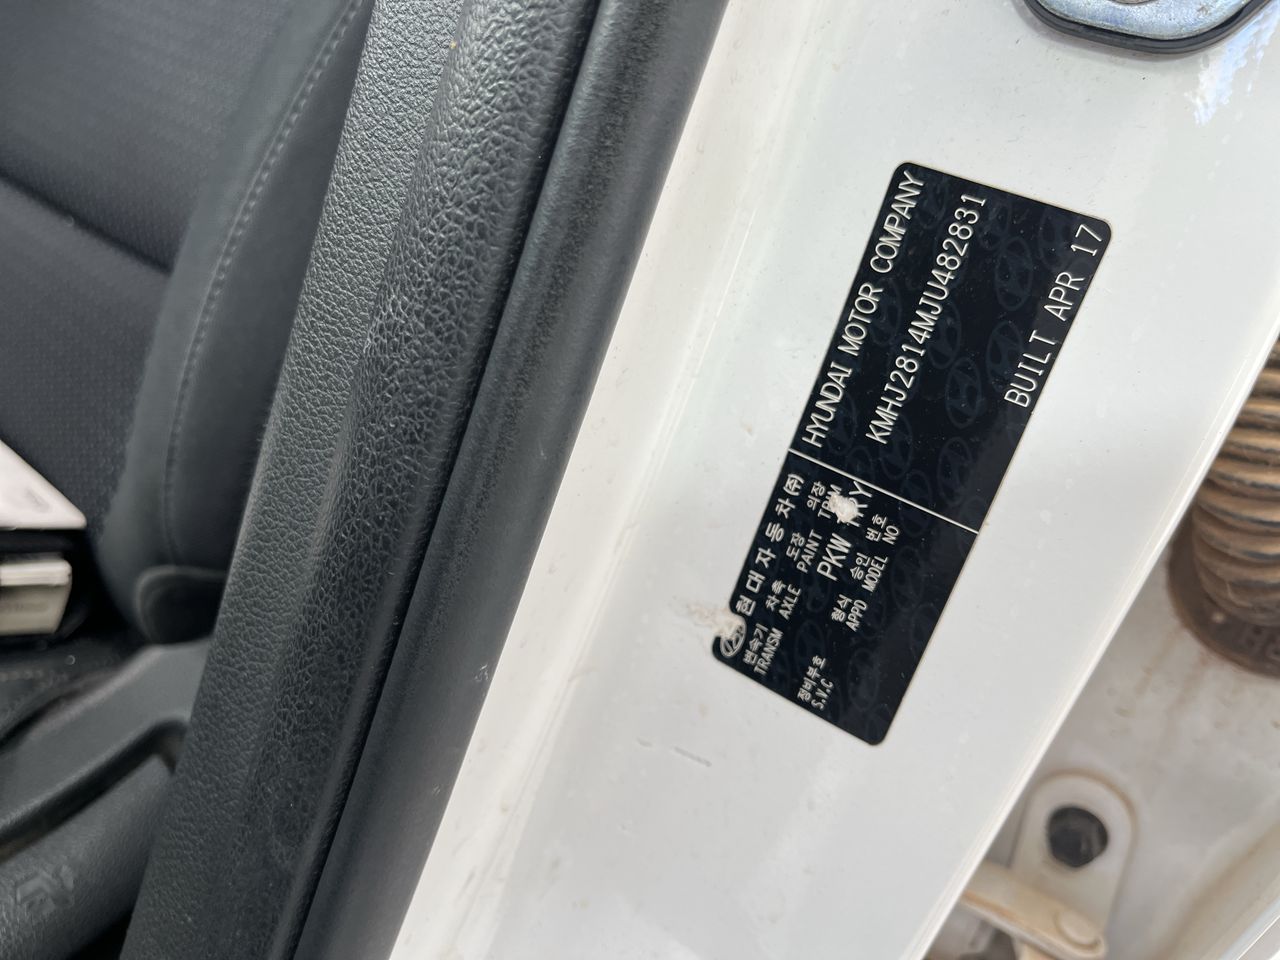 HYUNDAI MOTOR COMPANY
KMHJ2814MJU482831
BUILT APR 17
현대자동차(주)
변속기 차축 도장 의장
TRANSM AXLE PAINT TRIM
PKW
형식 승인 번호
APPD MODEL NO
정비부호
S.V.C